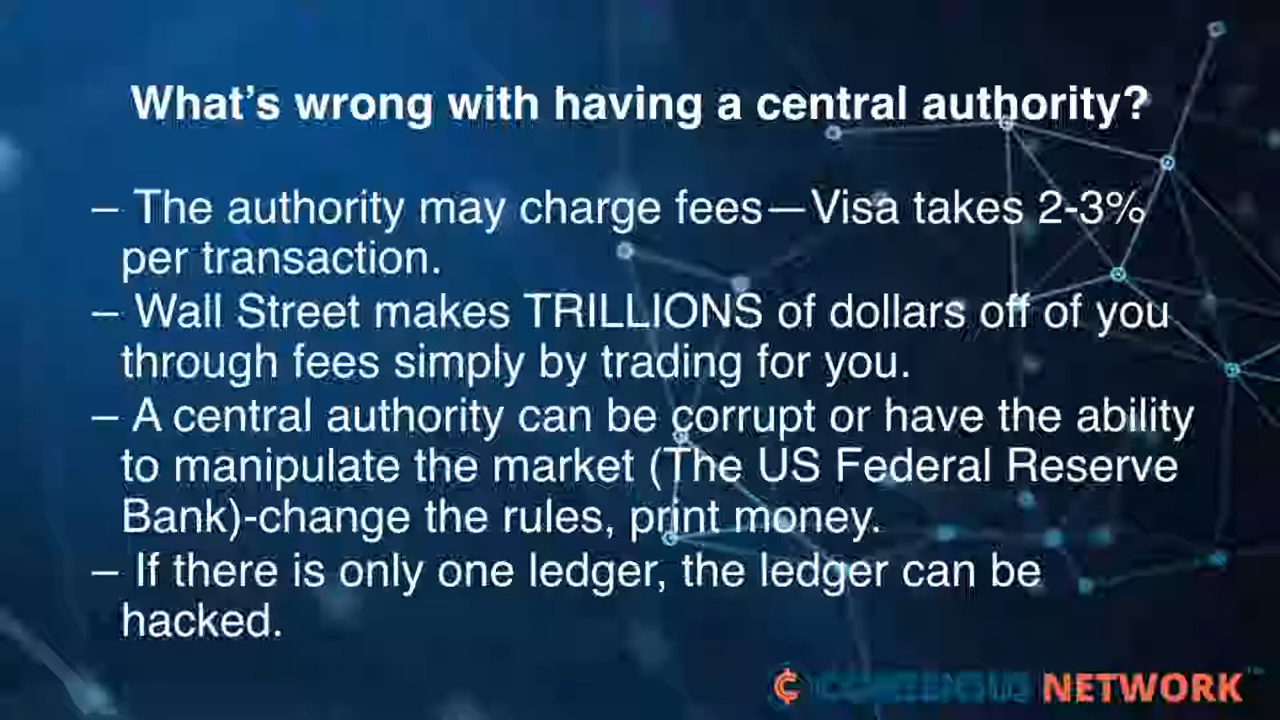 What's wrong with having a central authority?
– The authority may charge fees—Visa takes 2-3%
per transaction.
– Wall Street makes TRILLIONS of dollars off of you
through fees simply by trading for you.
– A central authority can be corrupt or have the ability
to manipulate the market (The US Federal Reserve
Bank)-change the rules, print money.
– If there is only one ledger, the ledger can be
hacked.
CONSENSUS NETWORK